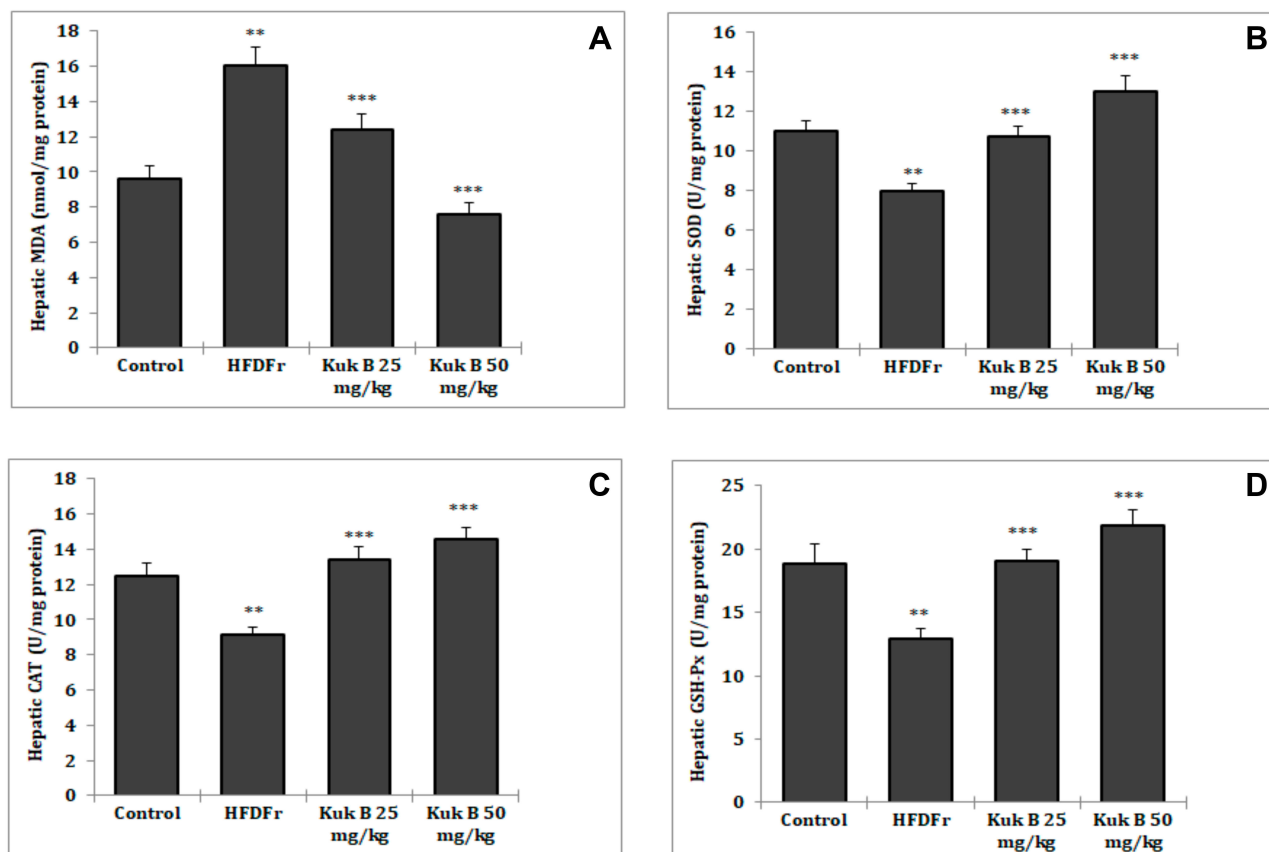 A
Hepatic MDA (nmol/mg protein)
18
16
14
12
10
8
6
4
2
0
**
***
***
Control
HFDFr
Kuk B 25
mg/kg
Kuk B 50
mg/kg
B
Hepatic SOD (U/mg protein)
16
14
12
10
8
6
4
2
0
**
***
***
Control
HFDFr
Kuk B 25
mg/kg
Kuk B 50
mg/kg
C
Hepatic CAT (U/mg protein)
18
16
14
12
10
8
6
4
2
0
**
***
***
Control
HFDFr
Kuk B 25
mg/kg
Kuk B 50
mg/kg
D
Hepatic GSH-Px (U/mg protein)
25
20
15
10
5
0
**
***
***
Control
HFDFr
Kuk B 25
mg/kg
Kuk B 50
mg/kg